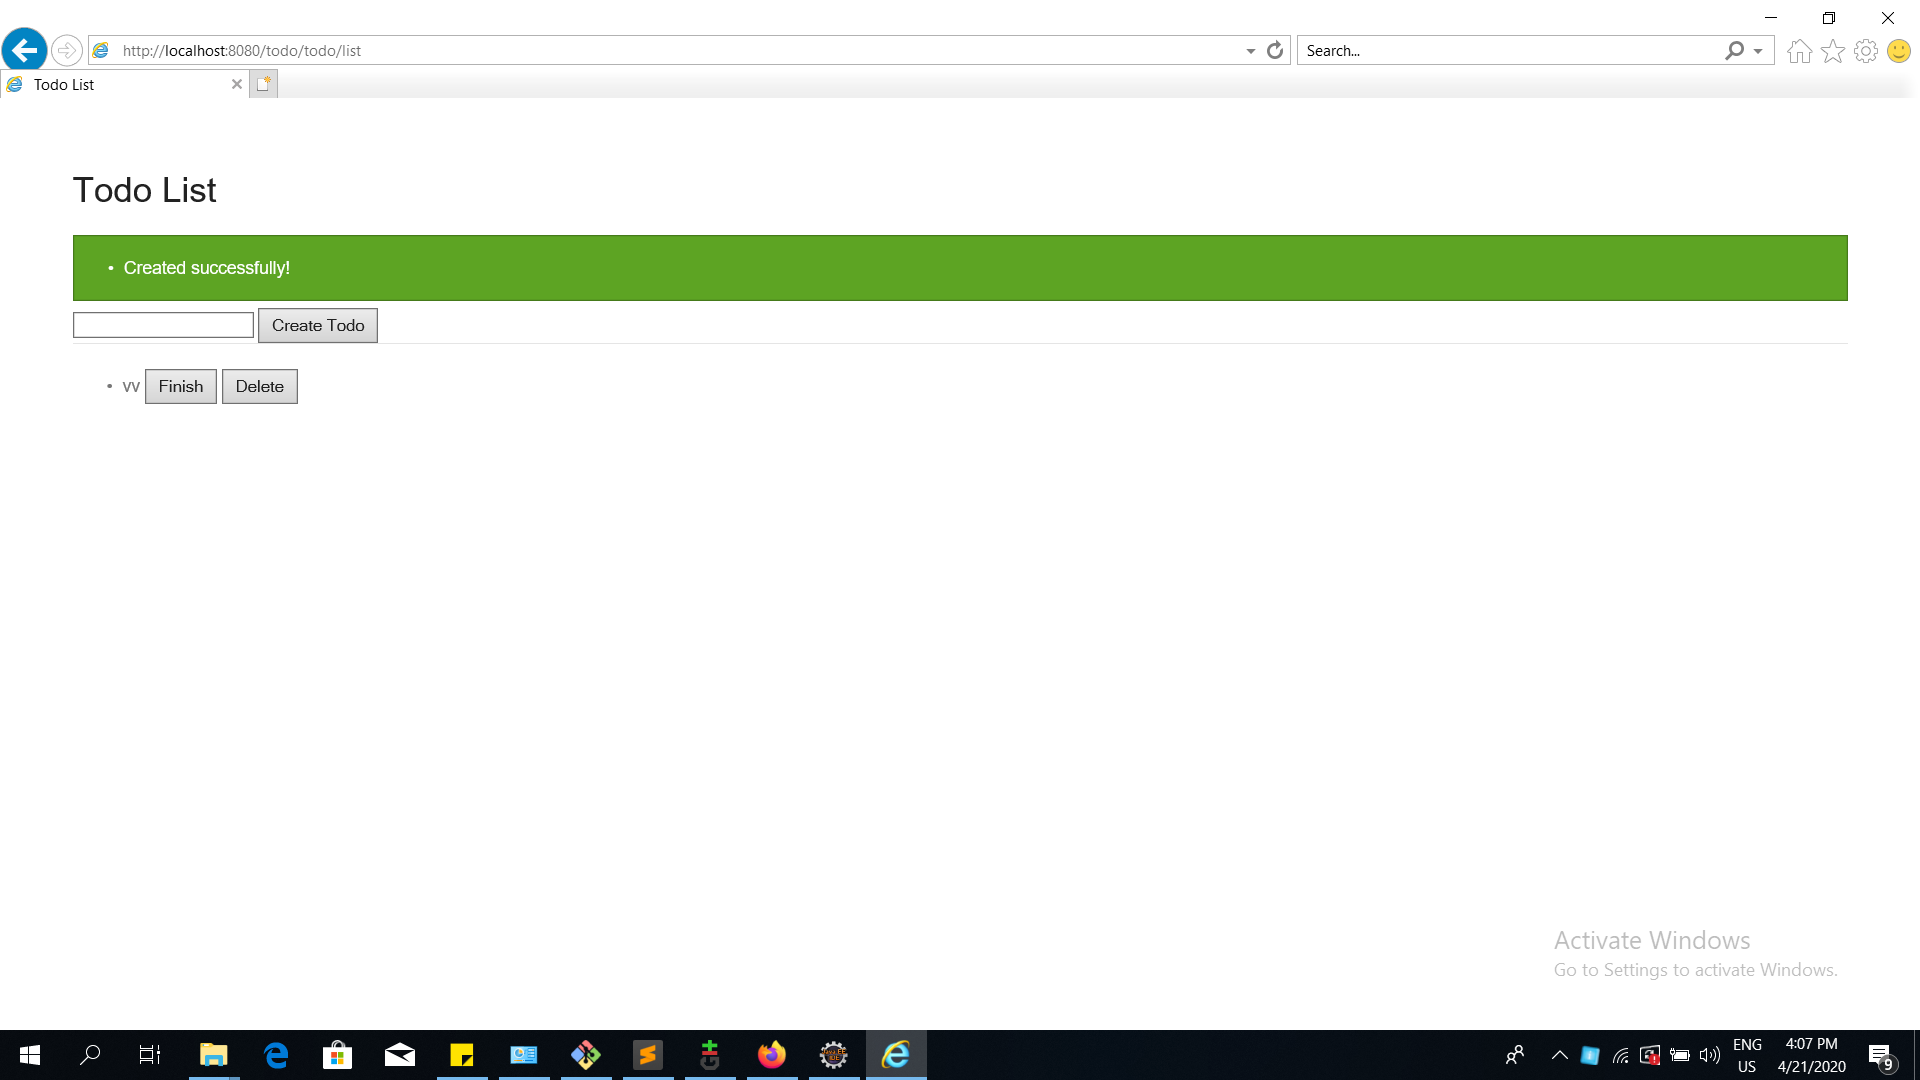 http://localhost:8080/todo/todo/list
Search...
Todo List
Todo List
• Created successfully!
Create Todo
• vv Finish Delete
Activate Windows
Go to Settings to activate Windows.
ENG
US
4:07 PM
4/21/2020
9